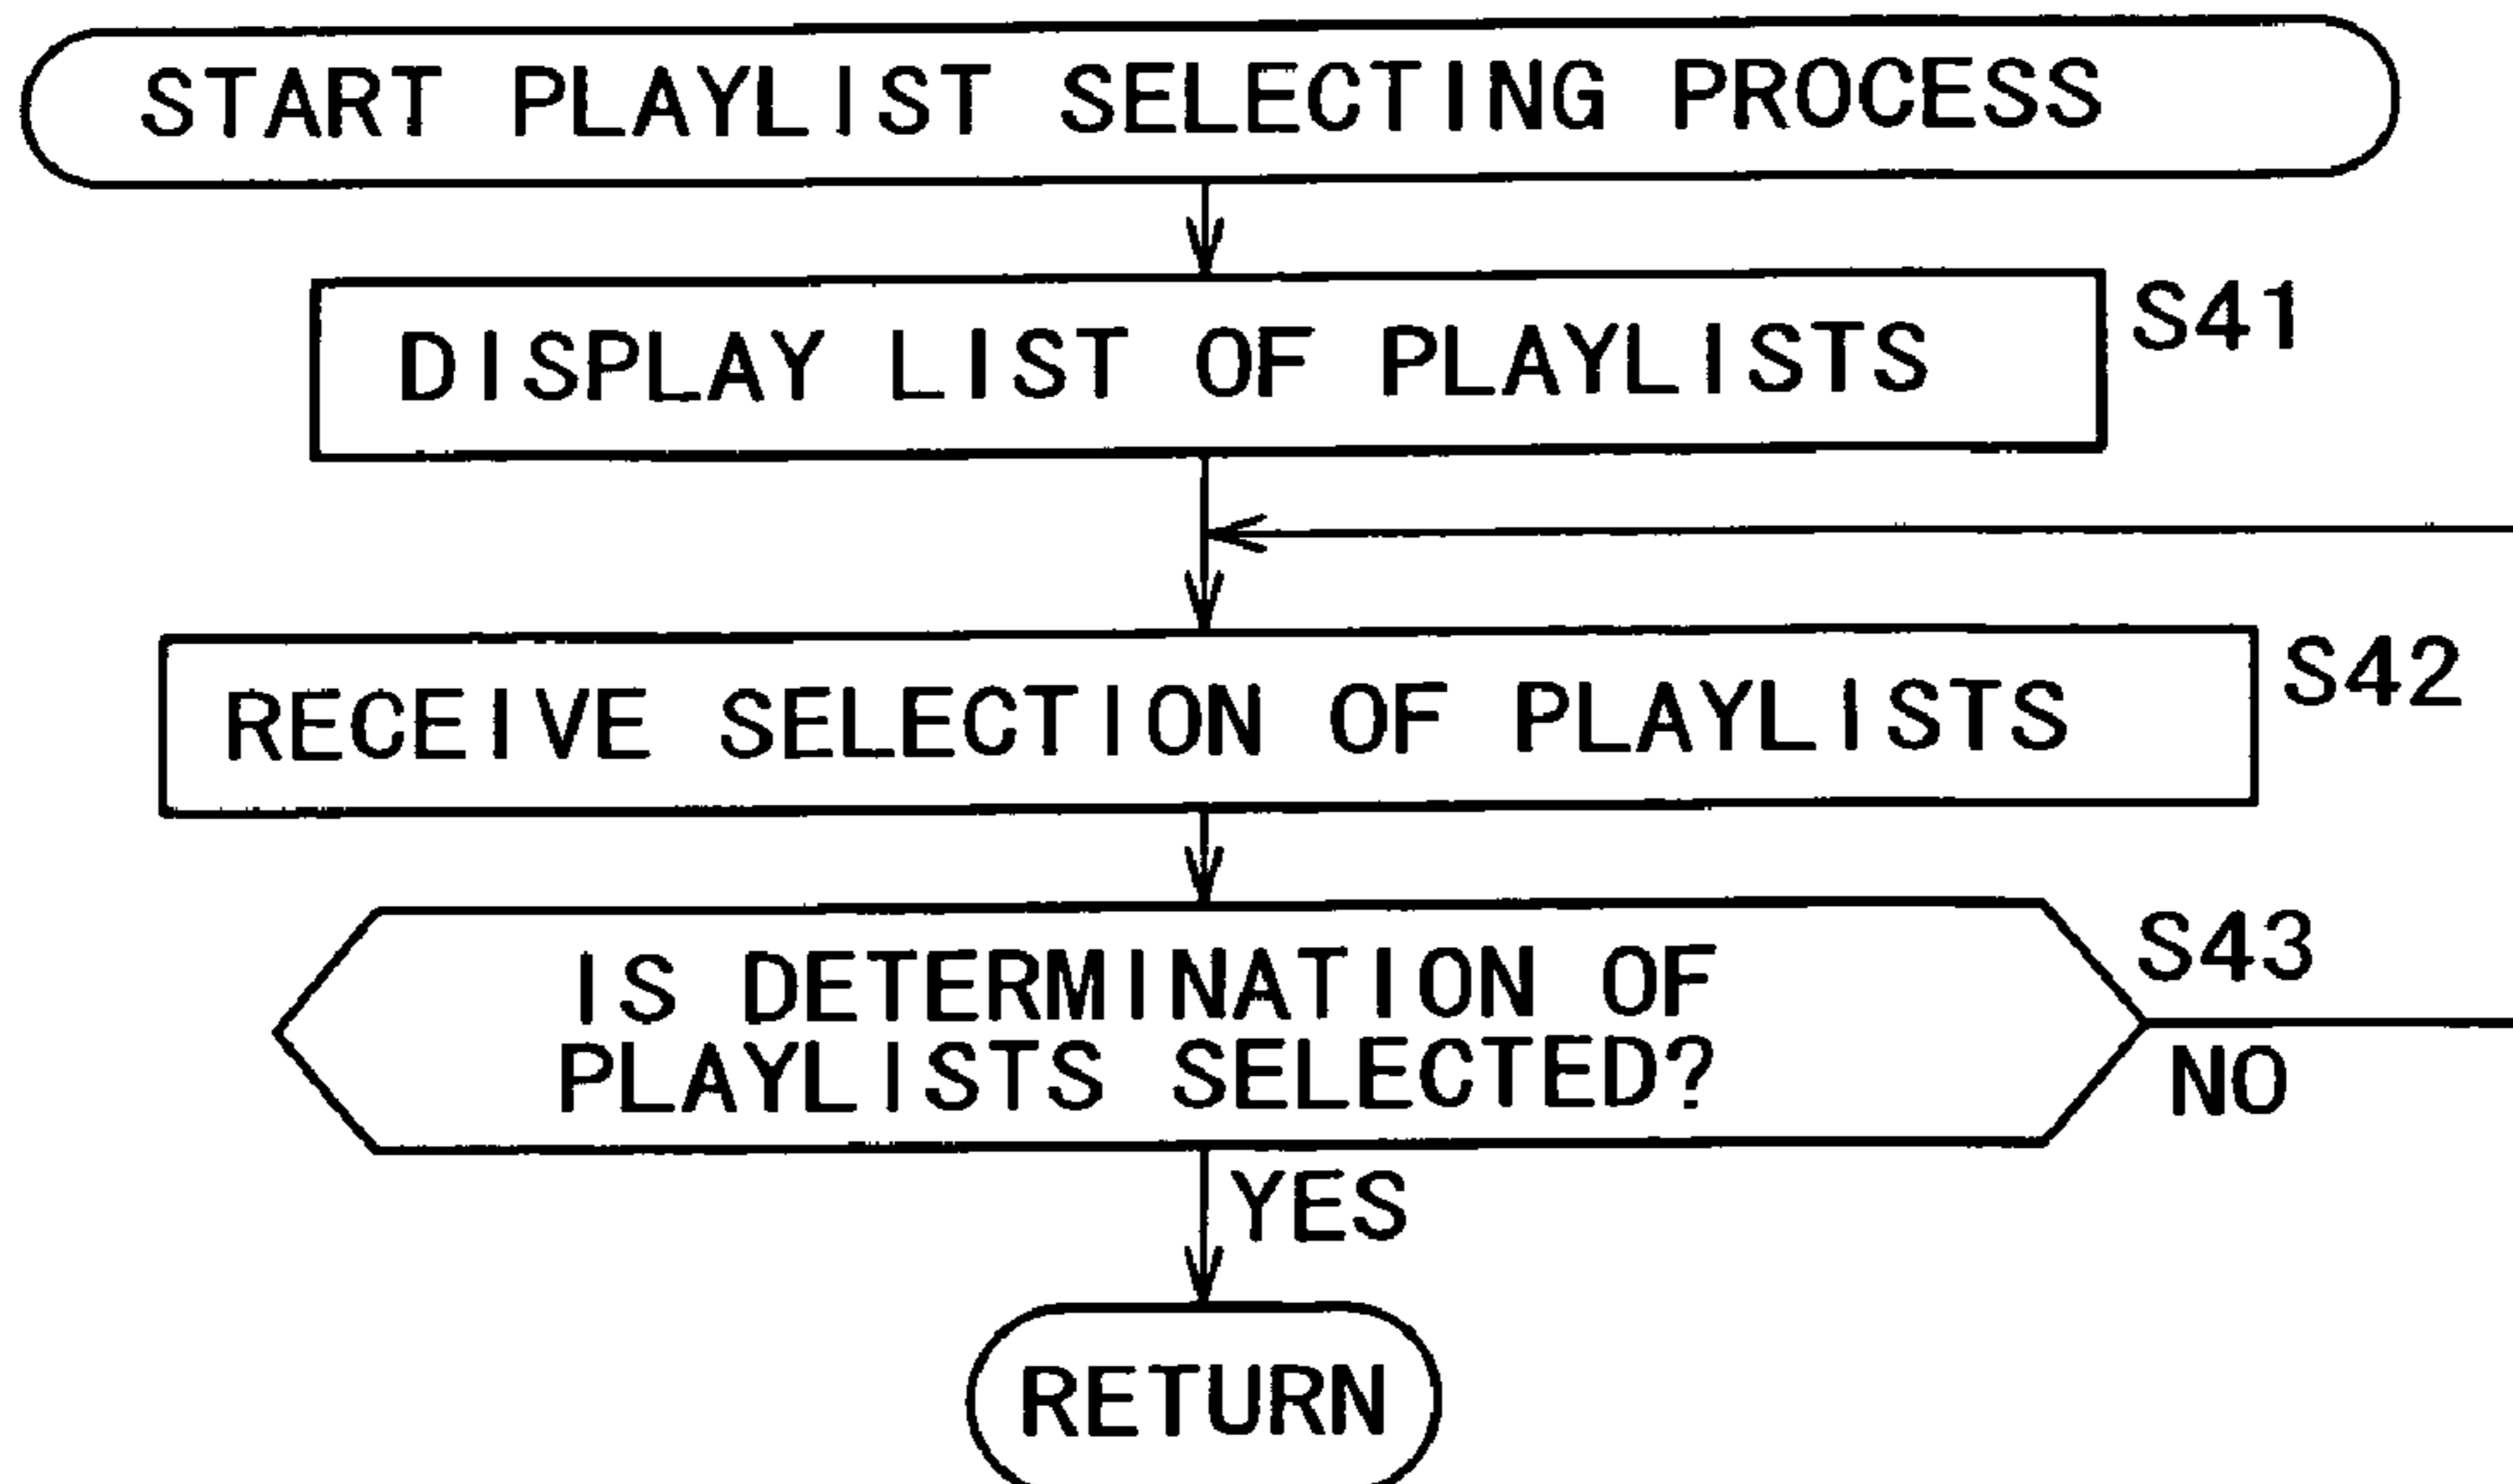 START PLAYLIST SELECTING PROCESS
DISPLAY LIST OF PLAYLISTS
S41
RECEIVE SELECTION OF PLAYLISTS
S42
IS DETERMINATION OF
PLAYLISTS SELECTED?
S43
NO
YES
RETURN